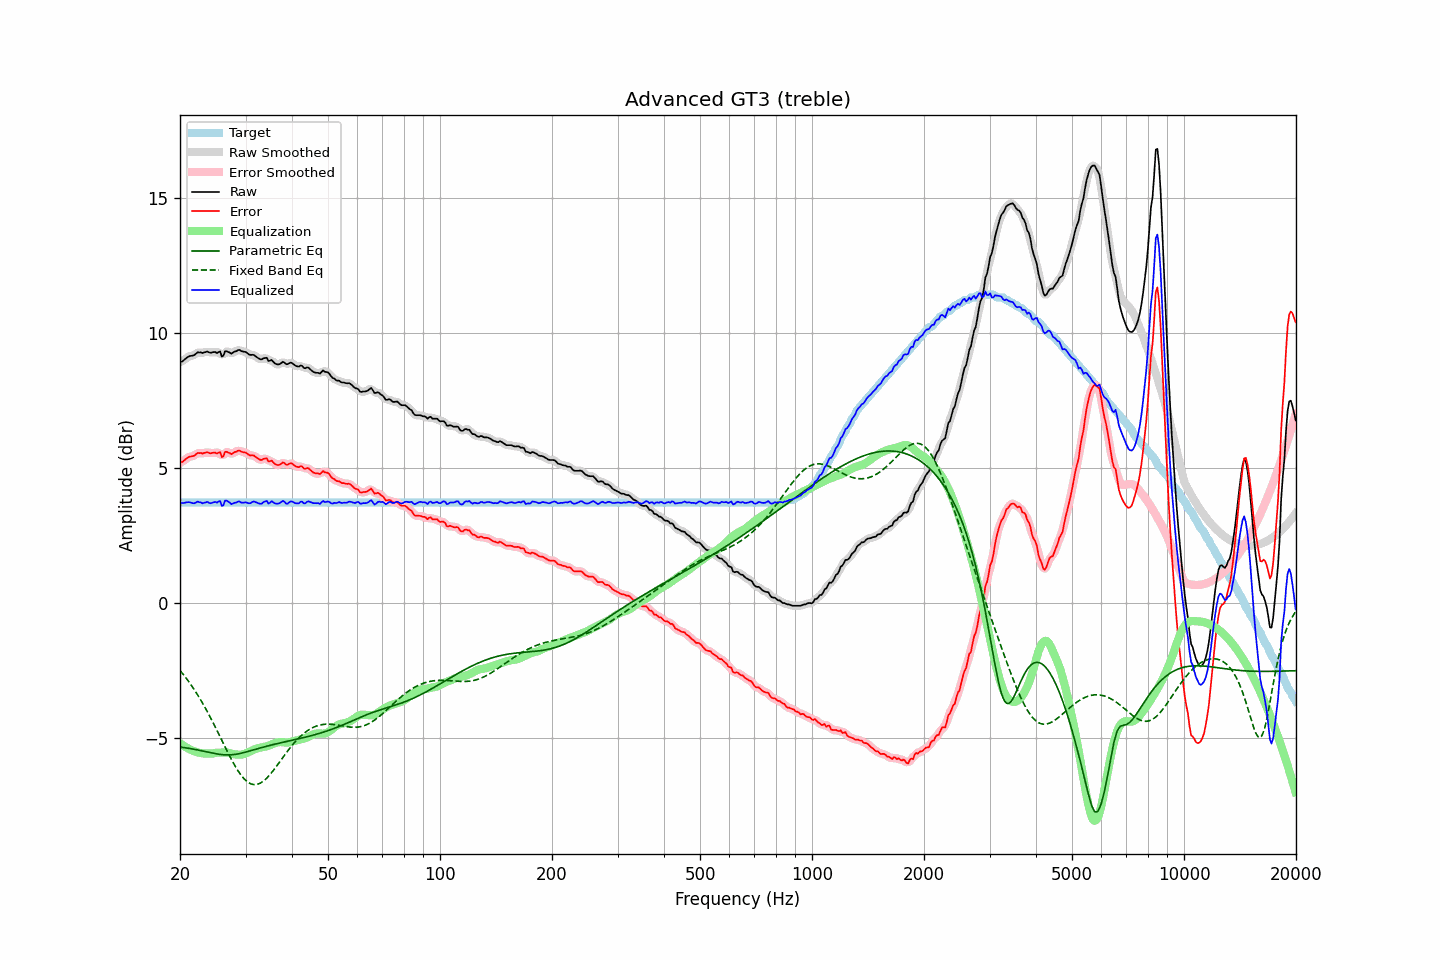 Advanced GT3 (treble)
Target
Raw Smoothed
Error Smoothed
Raw
Error
Equalization
Parametric Eq
Fixed Band Eq
Equalized
15
10
5
0
−5
Amplitude (dBr)
20
50
100
200
500
1000
2000
5000
10000
20000
Frequency (Hz)